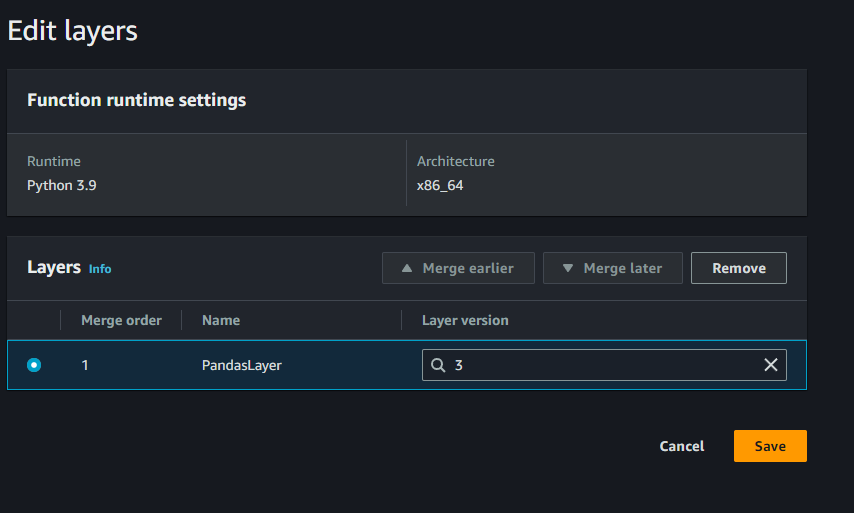 Edit layers
Function runtime settings
Runtime
Python 3.9
Architecture
x86_64
Layers Info
Merge earlier
Merge later
Remove
Merge order
Name
Layer version
1
PandasLayer
3
Cancel
Save